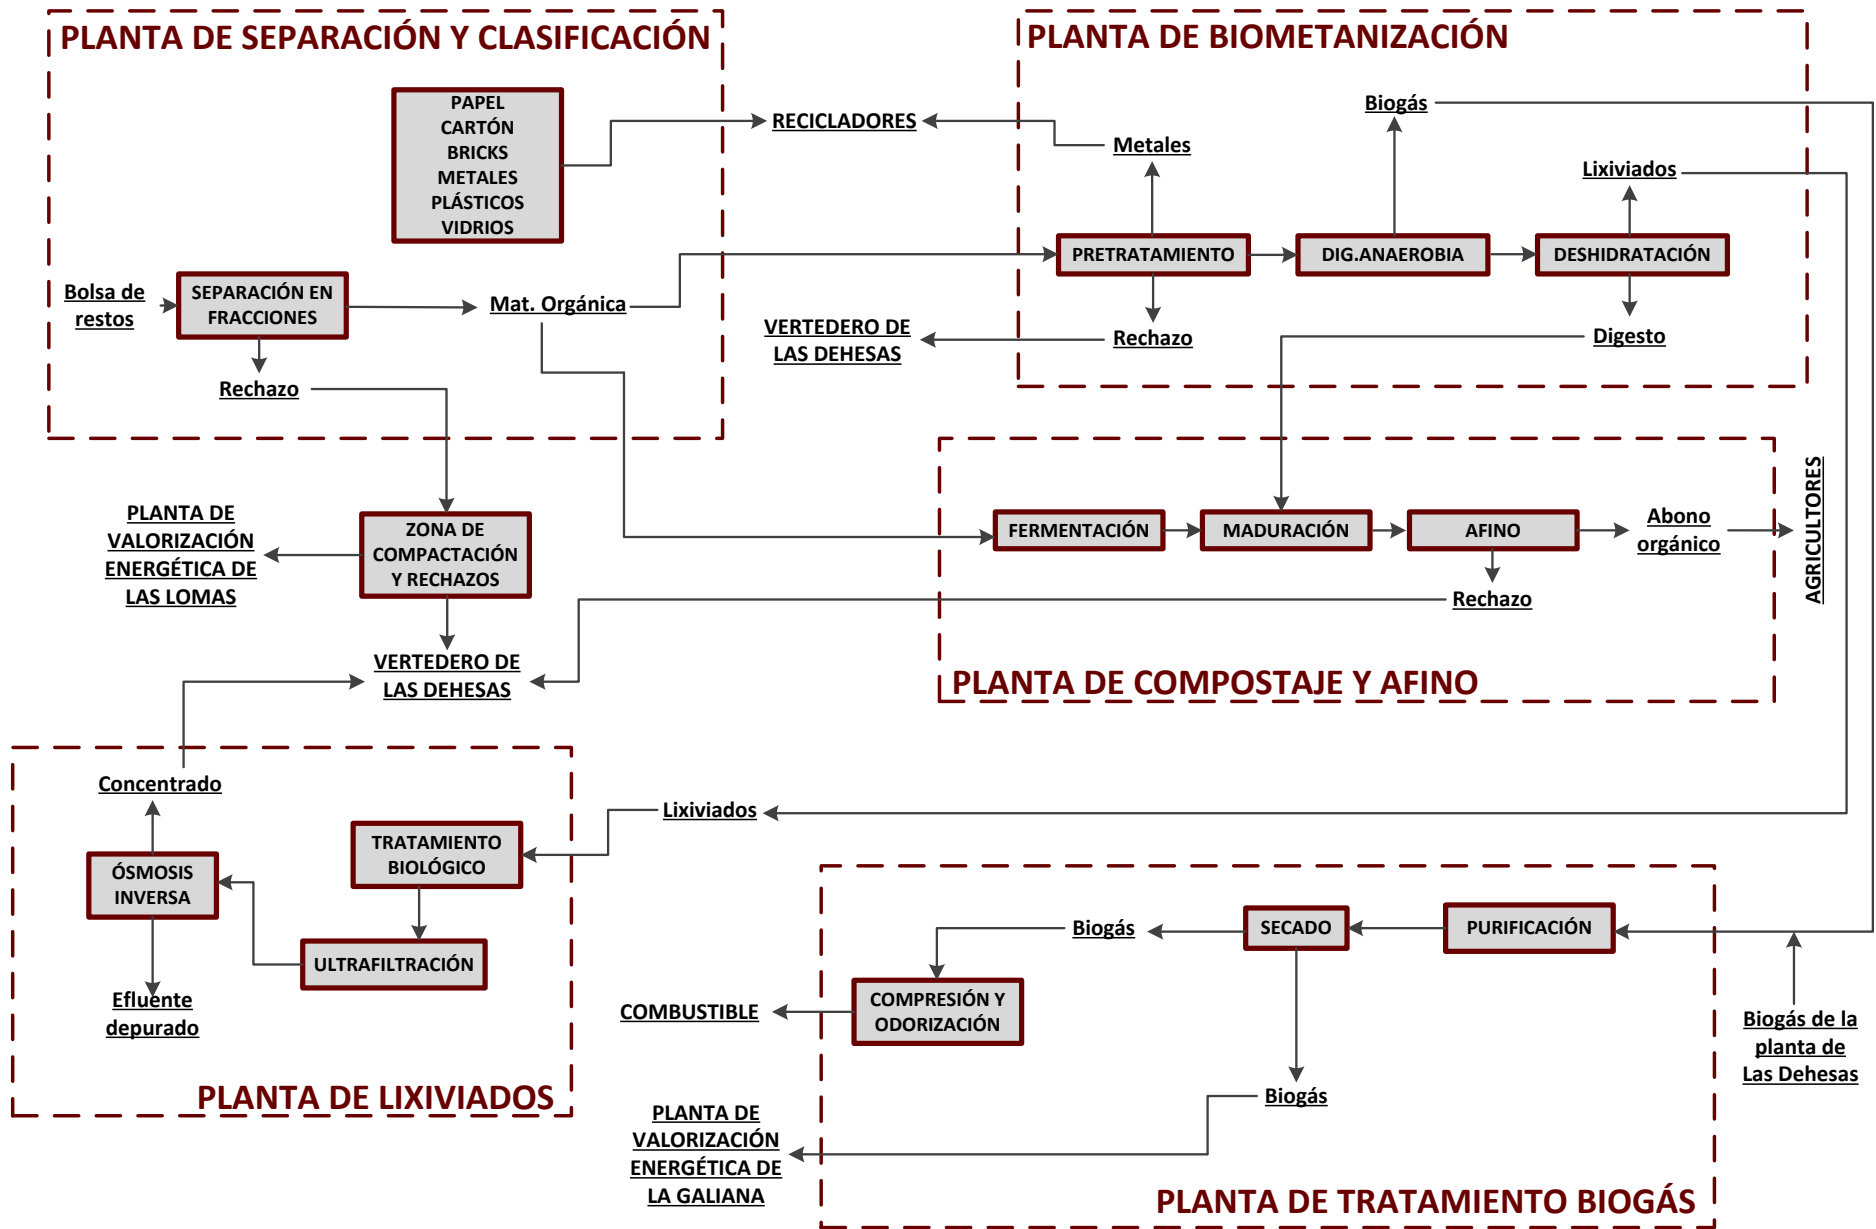 PLANTA DE SEPARACIÓN Y CLASIFICACIÓN
PAPEL
CARTÓN
BRICKS
METALES
PLÁSTICOS
VIDRIOS
Bolsa de
restos
SEPARACIÓN EN
FRACCIONES
Mat. Orgánica
Rechazo
RECICLADORES
PLANTA DE BIOMETANIZACIÓN
Biogás
Metales
Lixiviados
PRETRATAMIENTO
DIG.ANAEROBIA
DESHIDRATACIÓN
VERTEDERO DE
LAS DEHESAS
Rechazo
Digesto
PLANTA DE
VALORIZACIÓN
ENERGÉTICA DE
LAS LOMAS
ZONA DE
COMPACTACIÓN
Y RECHAZOS
VERTEDERO DE
LAS DEHESAS
FERMENTACIÓN
MADURACIÓN
AFINO
Abono
orgánico
AGRICULTORES
Rechazo
PLANTA DE COMPOSTAJE Y AFINO
Concentrado
TRATAMIENTO
BIOLÓGICO
ÓSMOSIS
INVERSA
ULTRAFILTRACIÓN
Efluente
depurado
PLANTA DE LIXIVIADOS
Lixiviados
Biogás
SECADO
PURIFICACIÓN
COMBUSTIBLE
COMPRESIÓN Y
ODORIZACIÓN
Biogás de la
planta de
Las Dehesas
Biogás
PLANTA DE
VALORIZACIÓN
ENERGÉTICA DE
LA GALIANA
PLANTA DE TRATAMIENTO BIOGÁS